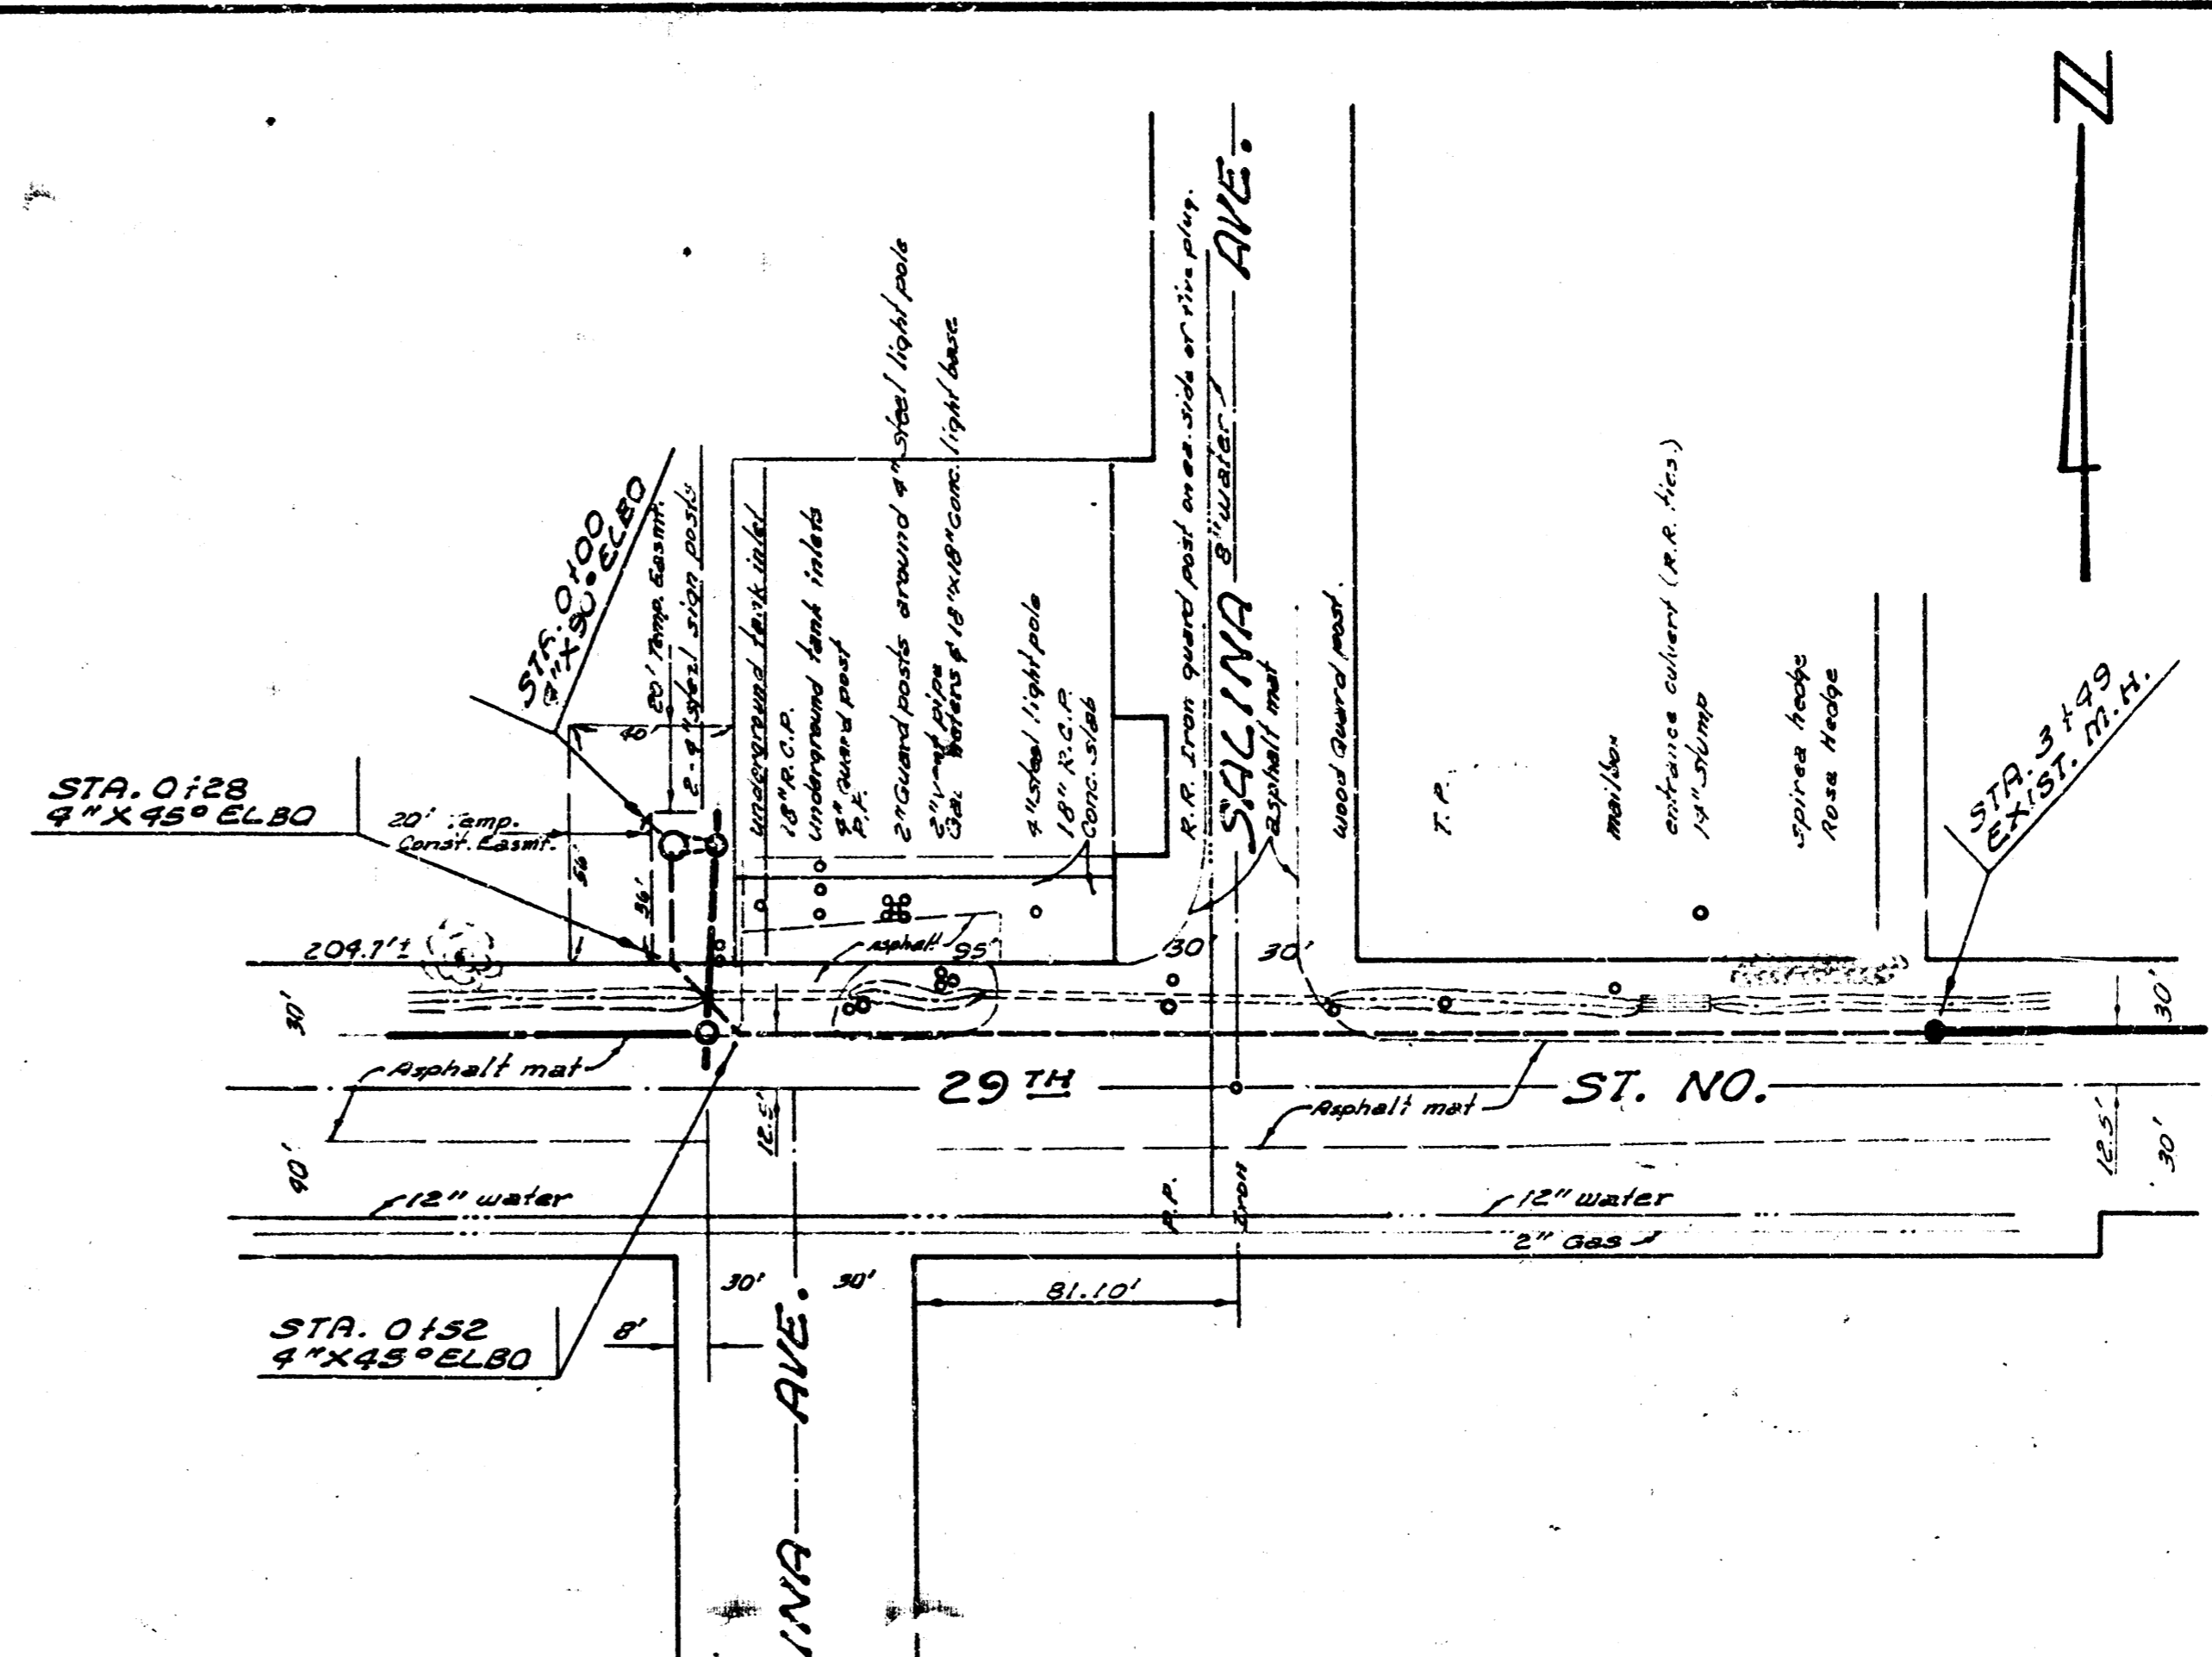 N
STA. 0+00
4"X90° ELBO
20' Temp. Easmt.
2-4" steel sign posts
underground tank inlet
18" R.C.P.
Underground tank inlets
4" Guard post
P.P.
2" Guard posts around 4" steel light pole
2" Vent pipe
Gal. Meters & 18"x18" conc. light base
4" steel light pole
18" R.C.P.
Conc. slab
R.R. Iron guard post on ea. side of fire plug.
8" water
SALINA AVE.
asphalt mat
wood Guard post.
T.P.
mailbox
entrance culvert (R.R. ties.)
14" stump
spirea hedge
Rose Hedge
STA. 3+49
EXIST. M.H.
STA. 0+28
4"X45° ELBO
20' Temp.
Const. Easmt.
40'
56'
36'
204.7'±
asphalt
95'
30'
30'
30'
30'
Asphalt mat
29TH ST. NO.
Asphalt mat
12.5'
12.5'
40'
30'
12" water
P.P.
Iron
12" water
2" Gas
30'
30'
81.10'
STA. 0+52
4"X45° ELBO
8'
INA AVE.